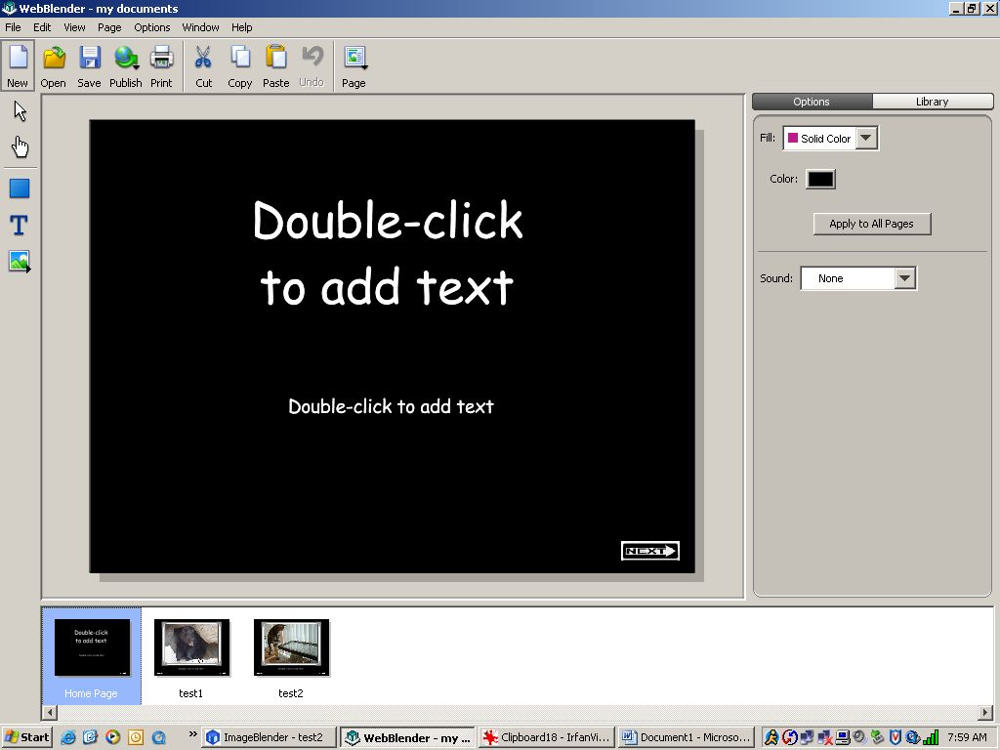 WebBlender - my documents
File Edit View Page Options Window Help
New Open Save Publish Print Cut Copy Paste Undo Page
Options Library
Fill: Solid Color
Color:
Apply to All Pages
Sound: None
Double-click
to add text
Double-click to add text
NEXT
T
Double-click
to add text
Home Page test1 test2
Start » ImageBlender - test2 WebBlender - my ... Clipboard18 - IrfanVi... Document1 - Microso... 7:59 AM